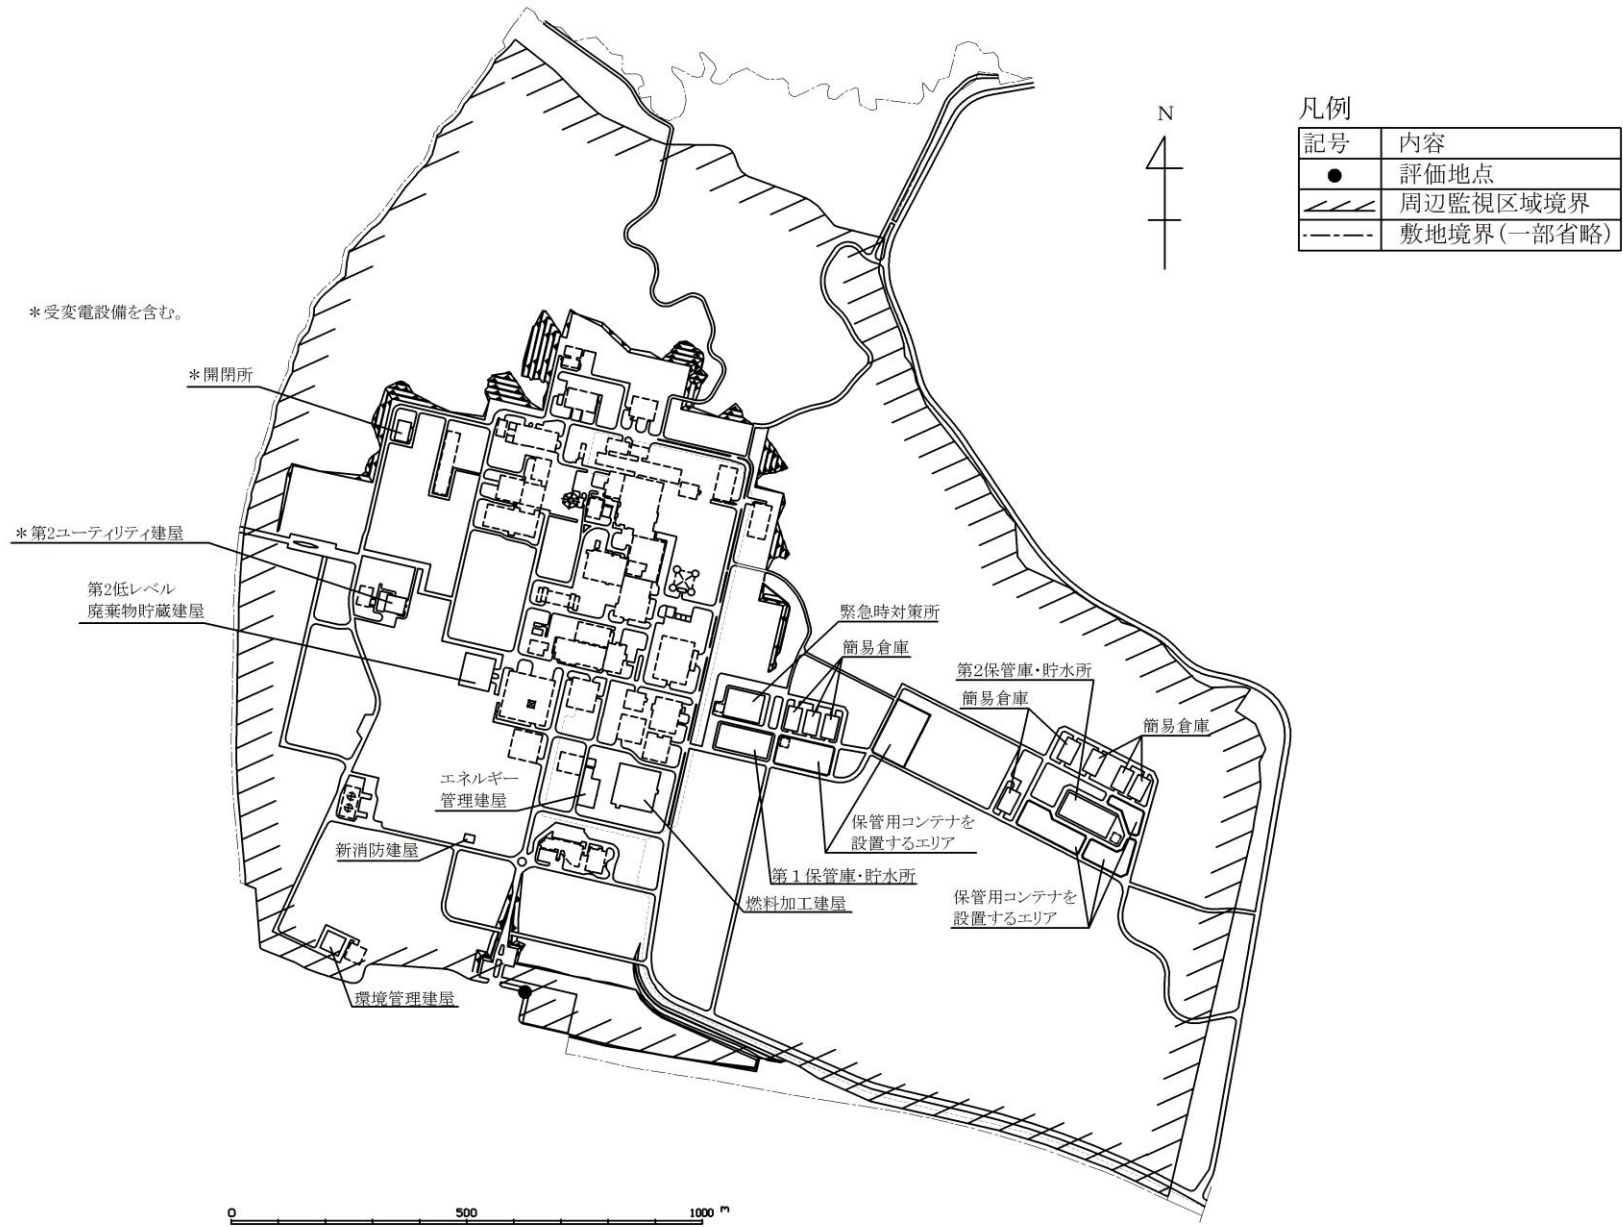 N
凡例
記号 内容
● 評価地点
周辺監視区域境界
敷地境界(一部省略)
*受変電設備を含む。
*開閉所
*第2ユーティリティ建屋
第2低レベル
廃棄物貯蔵建屋
緊急時対策所
簡易倉庫
第2保管庫・貯水所
簡易倉庫
簡易倉庫
エネルギー
管理建屋
保管用コンテナを
設置するエリア
新消防建屋
第1保管庫・貯水所
燃料加工建屋
保管用コンテナを
設置するエリア
環境管理建屋
0 500 1000 m